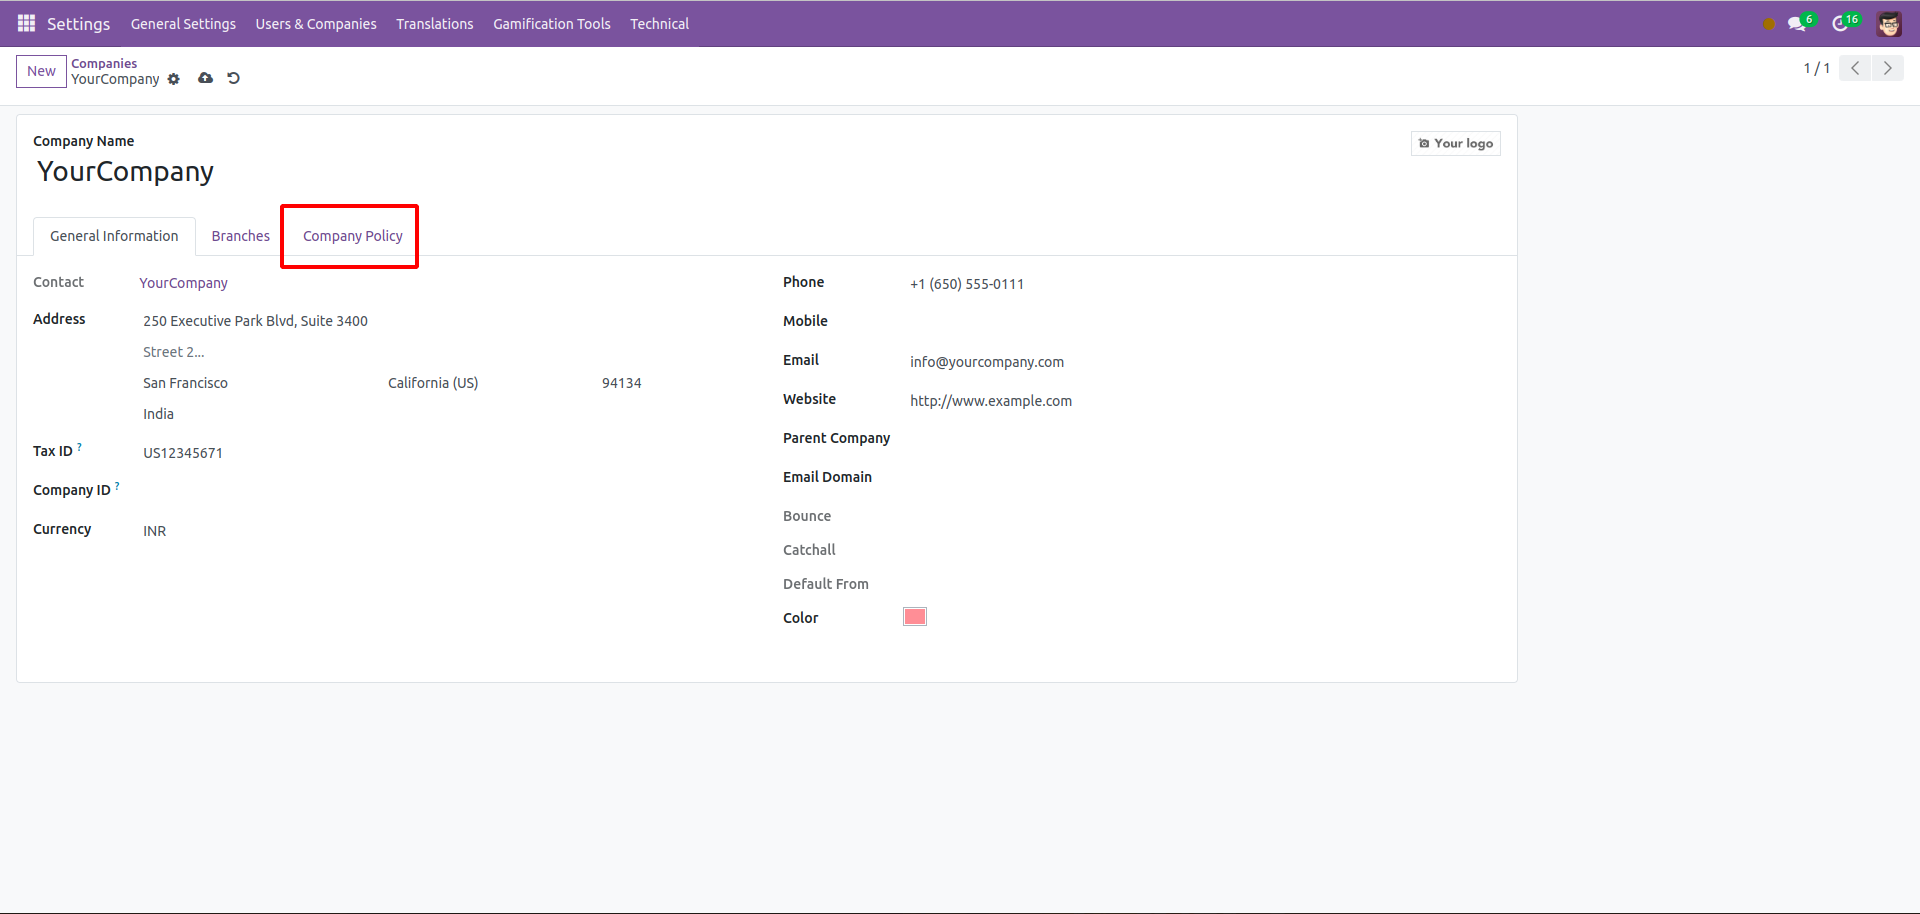 Settings General Settings Users & Companies Translations Gamification Tools Technical 6 16
New Companies
YourCompany 1 / 1
Company Name
Your logo
YourCompany
General Information Branches Company Policy
Contact YourCompany Phone +1 (650) 555-0111
Address 250 Executive Park Blvd, Suite 3400 Mobile
Street 2...
Email info@yourcompany.com
San Francisco California (US) 94134
Website http://www.example.com
India
Parent Company
Tax ID ? US12345671
Email Domain
Company ID ?
Bounce
Currency INR
Catchall
Default From
Color